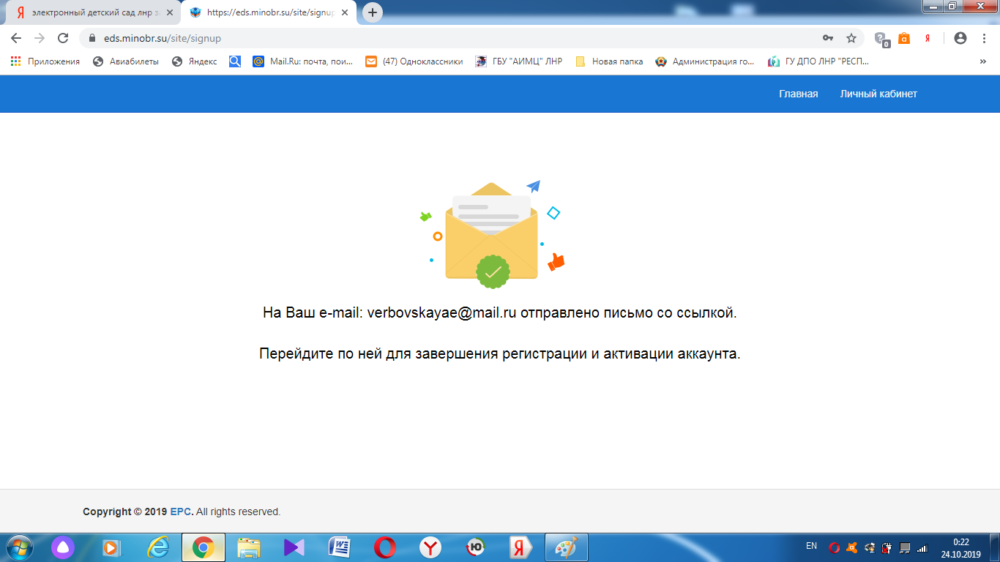 электронный детский сад лнр за
https://eds.minobr.su/site/signup
eds.minobr.su/site/signup
0
Приложения
Авиабилеты
Яндекс
Mail.Ru: почта, пои...
(47) Одноклассники
ГБУ "АИМЦ" ЛНР
Новая папка
Администрация го...
ГУ ДПО ЛНР "РЕСП...
»
Главная
Личный кабинет
На Ваш e-mail: verbovskayae@mail.ru отправлено письмо со ссылкой.
Перейдите по ней для завершения регистрации и активации аккаунта.
Copyright © 2019 EPC. All rights reserved.
EN
0:22
24.10.2019